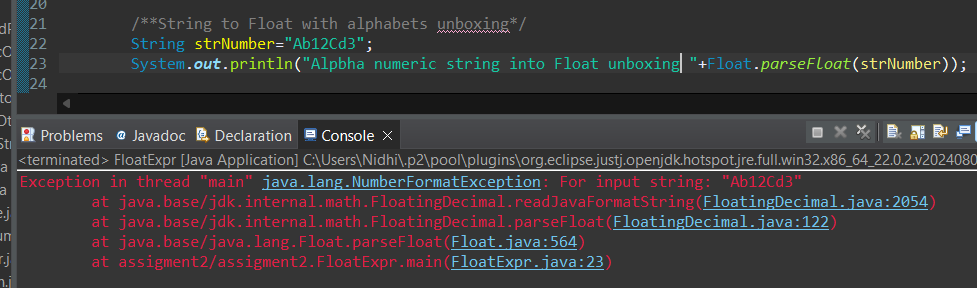 20
21 /**String to Float with alphabets unboxing*/
22 String strNumber="Ab12Cd3";
23 System.out.println("Alpbha numeric string into Float unboxing "+Float.parseFloat(strNumber));
24
Problems @ Javadoc Declaration Console
<terminated> FloatExpr [Java Application] C:\Users\Nidhi\.p2\pool\plugins\org.eclipse.justj.openjdk.hotspot.jre.full.win32.x86_64_22.0.2.v2024080
Exception in thread "main" java.lang.NumberFormatException: For input string: "Ab12Cd3"
at java.base/jdk.internal.math.FloatingDecimal.readJavaFormatString(FloatingDecimal.java:2054)
at java.base/jdk.internal.math.FloatingDecimal.parseFloat(FloatingDecimal.java:122)
at java.base/java.lang.Float.parseFloat(Float.java:564)
at assigment2/assigment2.FloatExpr.main(FloatExpr.java:23)